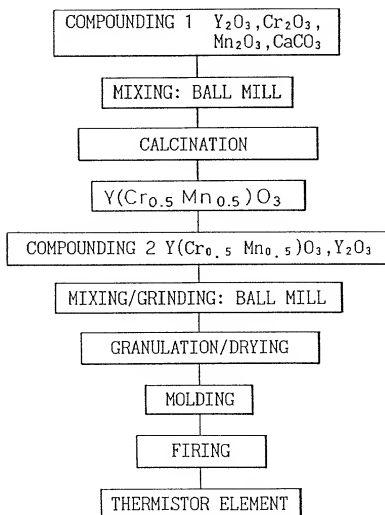 COMPOUNDING 1 Y₂O₃,Cr₂O₃,
Mn₂O₃,CaCO₃
MIXING: BALL MILL
CALCINATION
Y(Cr₀.₅ Mn₀.₅)O₃
COMPOUNDING 2 Y(Cr₀.₅ Mn₀.₅)O₃,Y₂O₃
MIXING/GRINDING: BALL MILL
GRANULATION/DRYING
MOLDING
FIRING
THERMISTOR ELEMENT